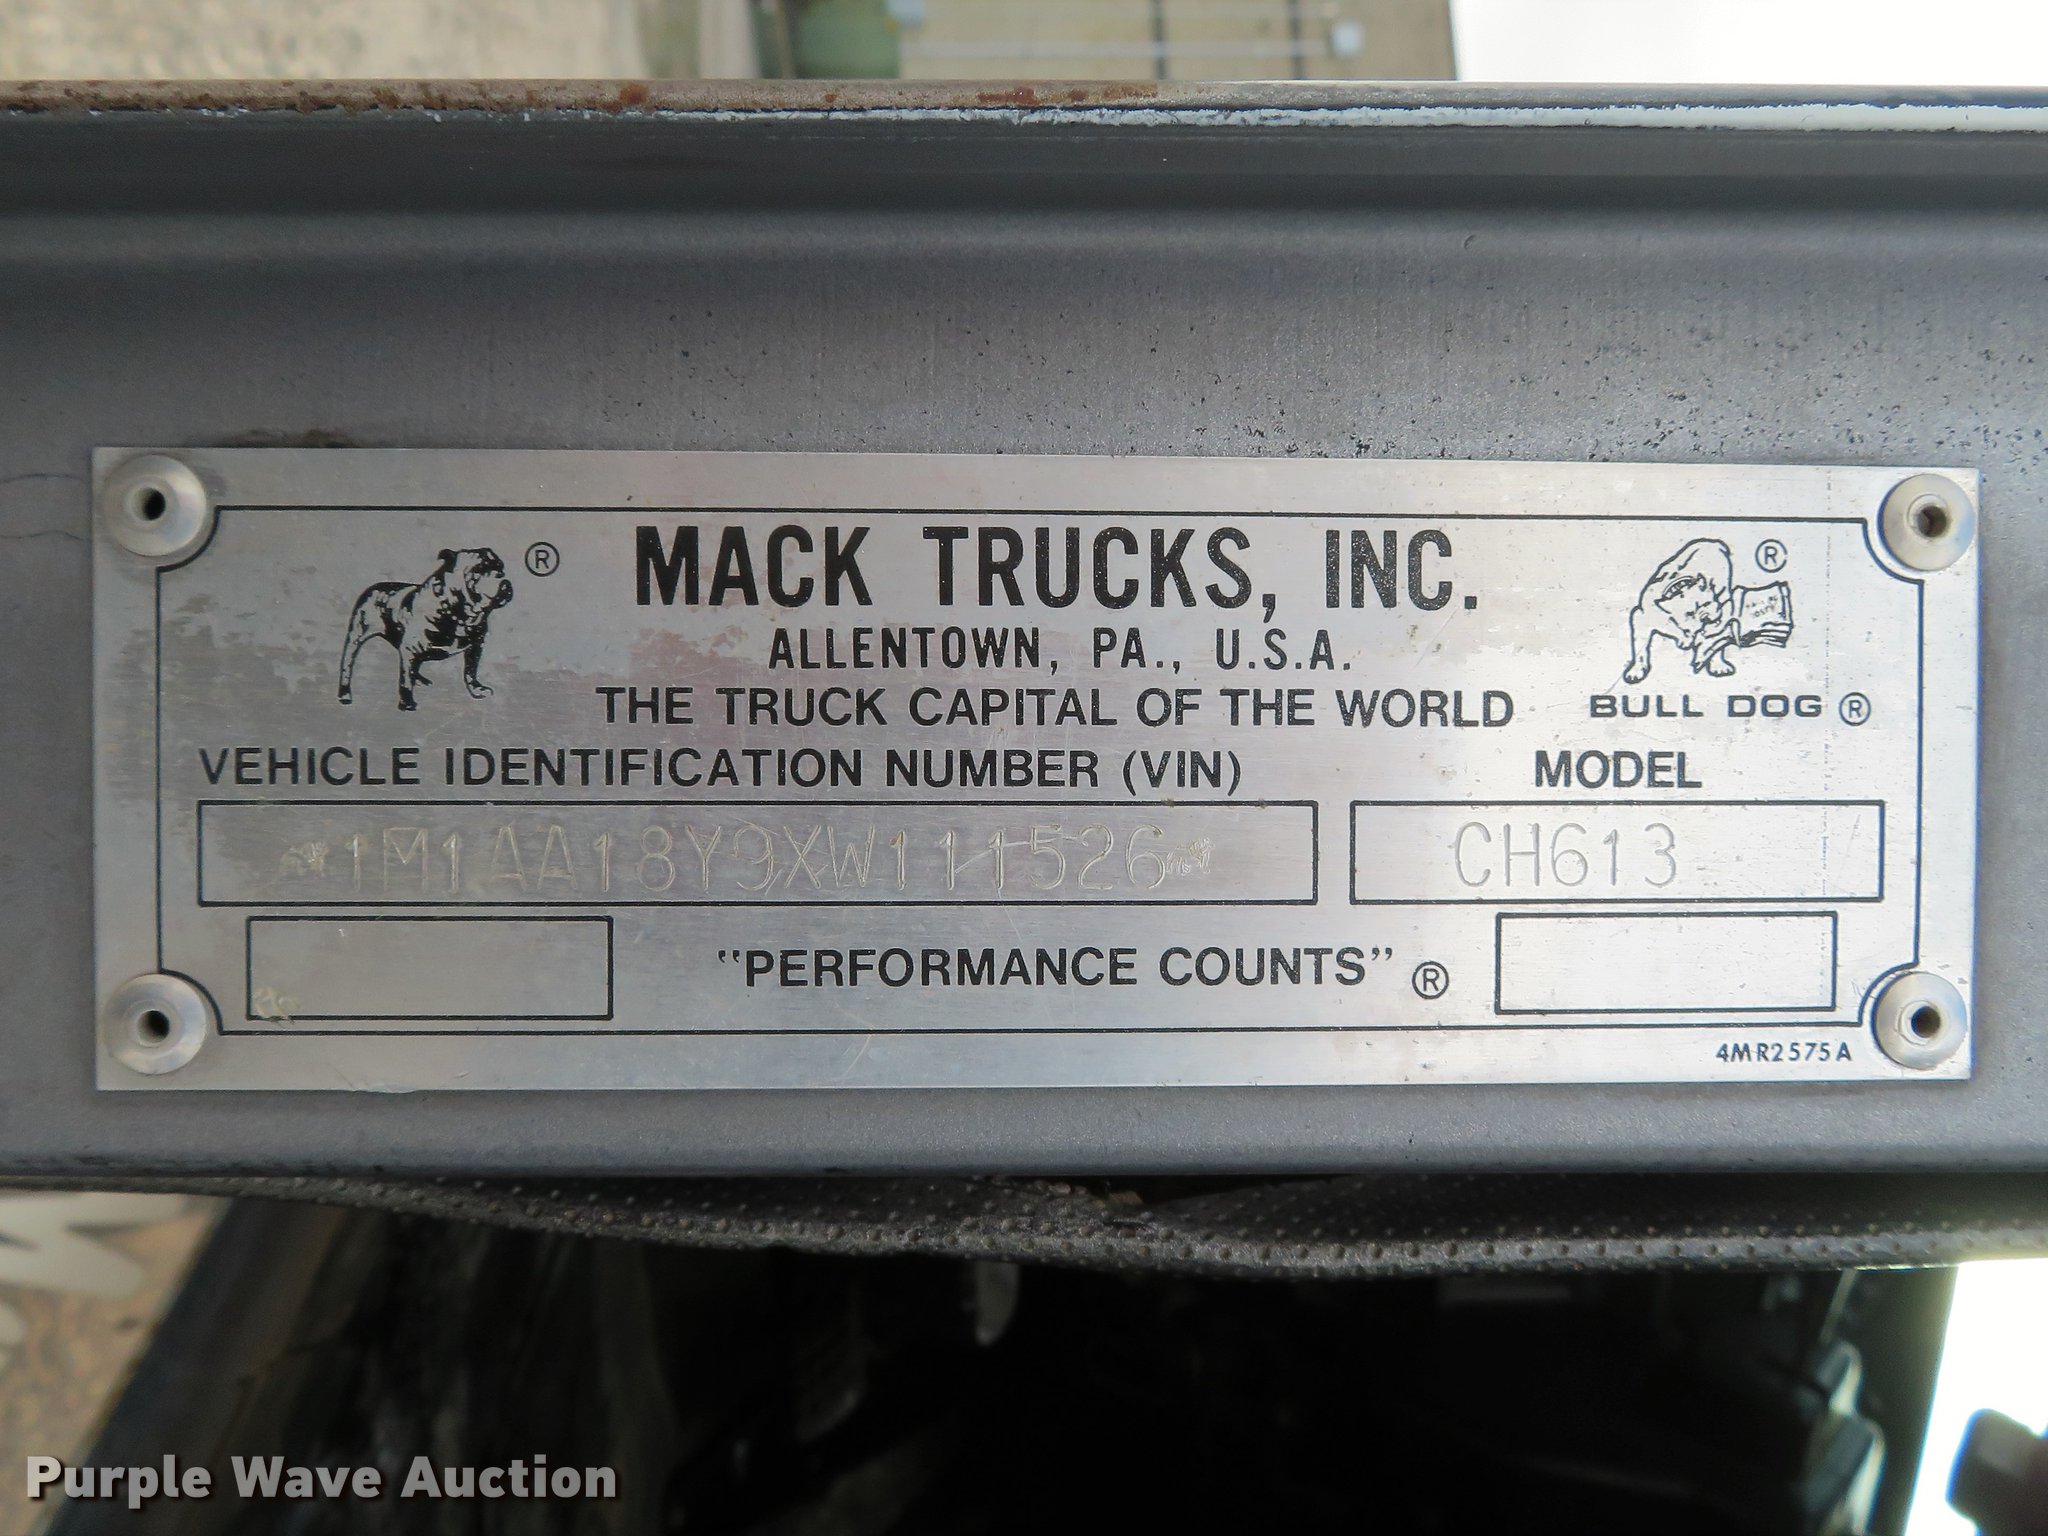 ®
MACK TRUCKS, INC.
®
ALLENTOWN, PA., U.S.A.
THE TRUCK CAPITAL OF THE WORLD
BULL DOG ®
VEHICLE IDENTIFICATION NUMBER (VIN)
MODEL
1M1AA18Y9XW111526
CH613
"PERFORMANCE COUNTS" ®
4MR2575A
Purple Wave Auction